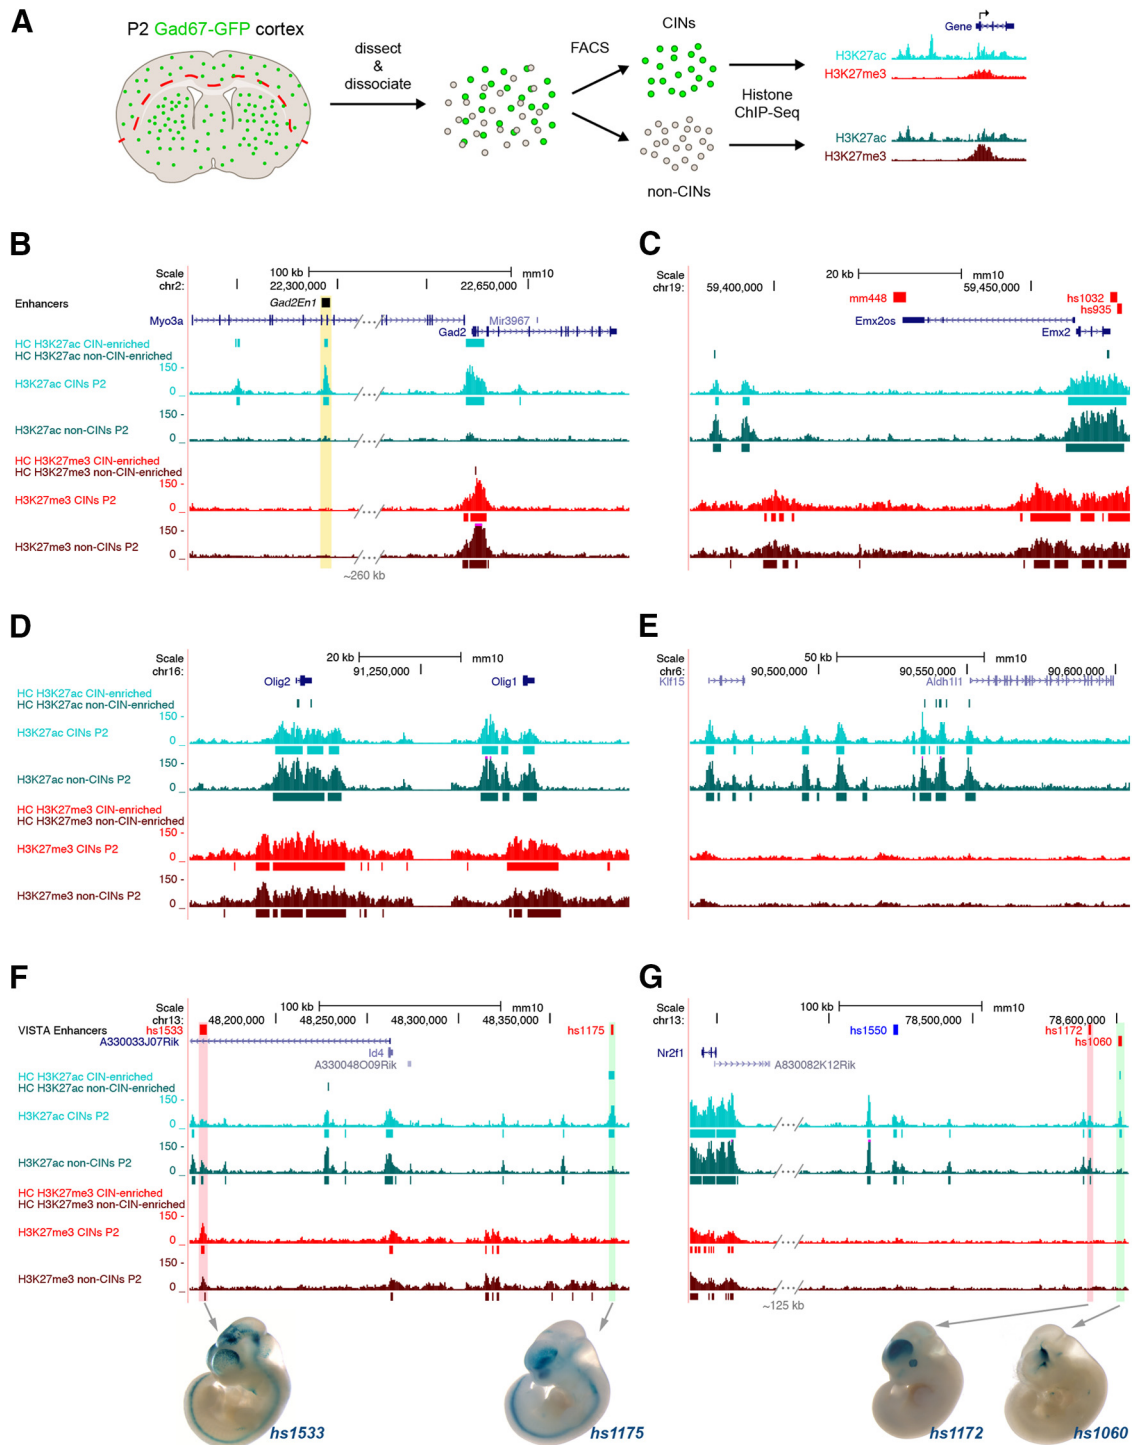 A
P2 Gad67-GFP cortex
dissect
&
dissociate
FACS
CINs
non-CINs
Histone
ChIP-Seq
Gene
H3K27ac
H3K27me3
H3K27ac
H3K27me3
B
Scale
100 kb
mm10
chr2:
22,300,000
22,650,000
Enhancers
Gad2En1
Myo3a
Mir3967
Gad2
HC H3K27ac CIN-enriched
HC H3K27ac non-CIN-enriched
150 -
H3K27ac CINs P2
0 _
150 -
H3K27ac non-CINs P2
0 _
HC H3K27me3 CIN-enriched
HC H3K27me3 non-CIN-enriched
150 -
H3K27me3 CINs P2
0 _
150 -
H3K27me3 non-CINs P2
0 _
~260 kb
C
Scale
20 kb
mm10
chr19:
59,400,000
59,450,000
mm448
hs1032
hs935
Emx2os
Emx2
D
Scale
20 kb
mm10
chr16:
91,250,000
Olig2
Olig1
HC H3K27ac CIN-enriched
HC H3K27ac non-CIN-enriched
150 -
H3K27ac CINs P2
0 _
150 -
H3K27ac non-CINs P2
0 _
HC H3K27me3 CIN-enriched
HC H3K27me3 non-CIN-enriched
150 -
H3K27me3 CINs P2
0 _
150 -
H3K27me3 non-CINs P2
0 _
E
Scale
50 kb
mm10
chr6:
90,500,000
90,550,000
90,600,000
Klf15
Aldh1l1
F
Scale
100 kb
mm10
chr13:
48,200,000
48,250,000
48,300,000
48,350,000
VISTA Enhancers
hs1533
hs1175
A330033J07Rik
Id4
A330048O09Rik
HC H3K27ac CIN-enriched
HC H3K27ac non-CIN-enriched
150 -
H3K27ac CINs P2
0 _
150 -
H3K27ac non-CINs P2
0 _
HC H3K27me3 CIN-enriched
HC H3K27me3 non-CIN-enriched
150 -
H3K27me3 CINs P2
0 _
150 -
H3K27me3 non-CINs P2
0 _
hs1533
hs1175
G
Scale
100 kb
mm10
chr13:
78,500,000
78,600,000
hs1550
hs1172
hs1060
Nr2f1
A830082K12Rik
~125 kb
hs1172
hs1060